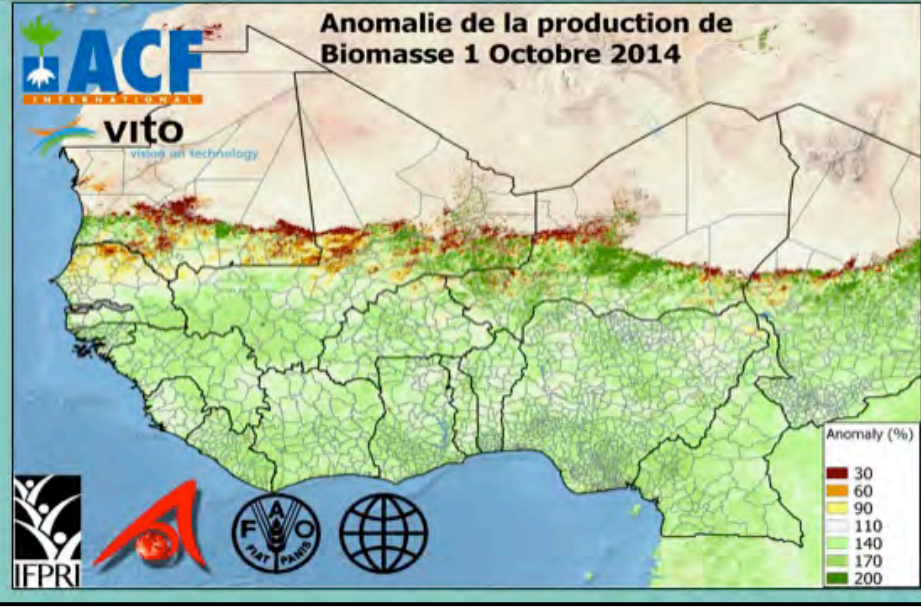 Anomalie de la production de
Biomasse 1 Octobre 2014
ACF
INTERNATIONAL
vito
vision on technology
Anomaly (%)
30
60
90
110
140
170
200
IFPRI
F A O
FIAT PANIS